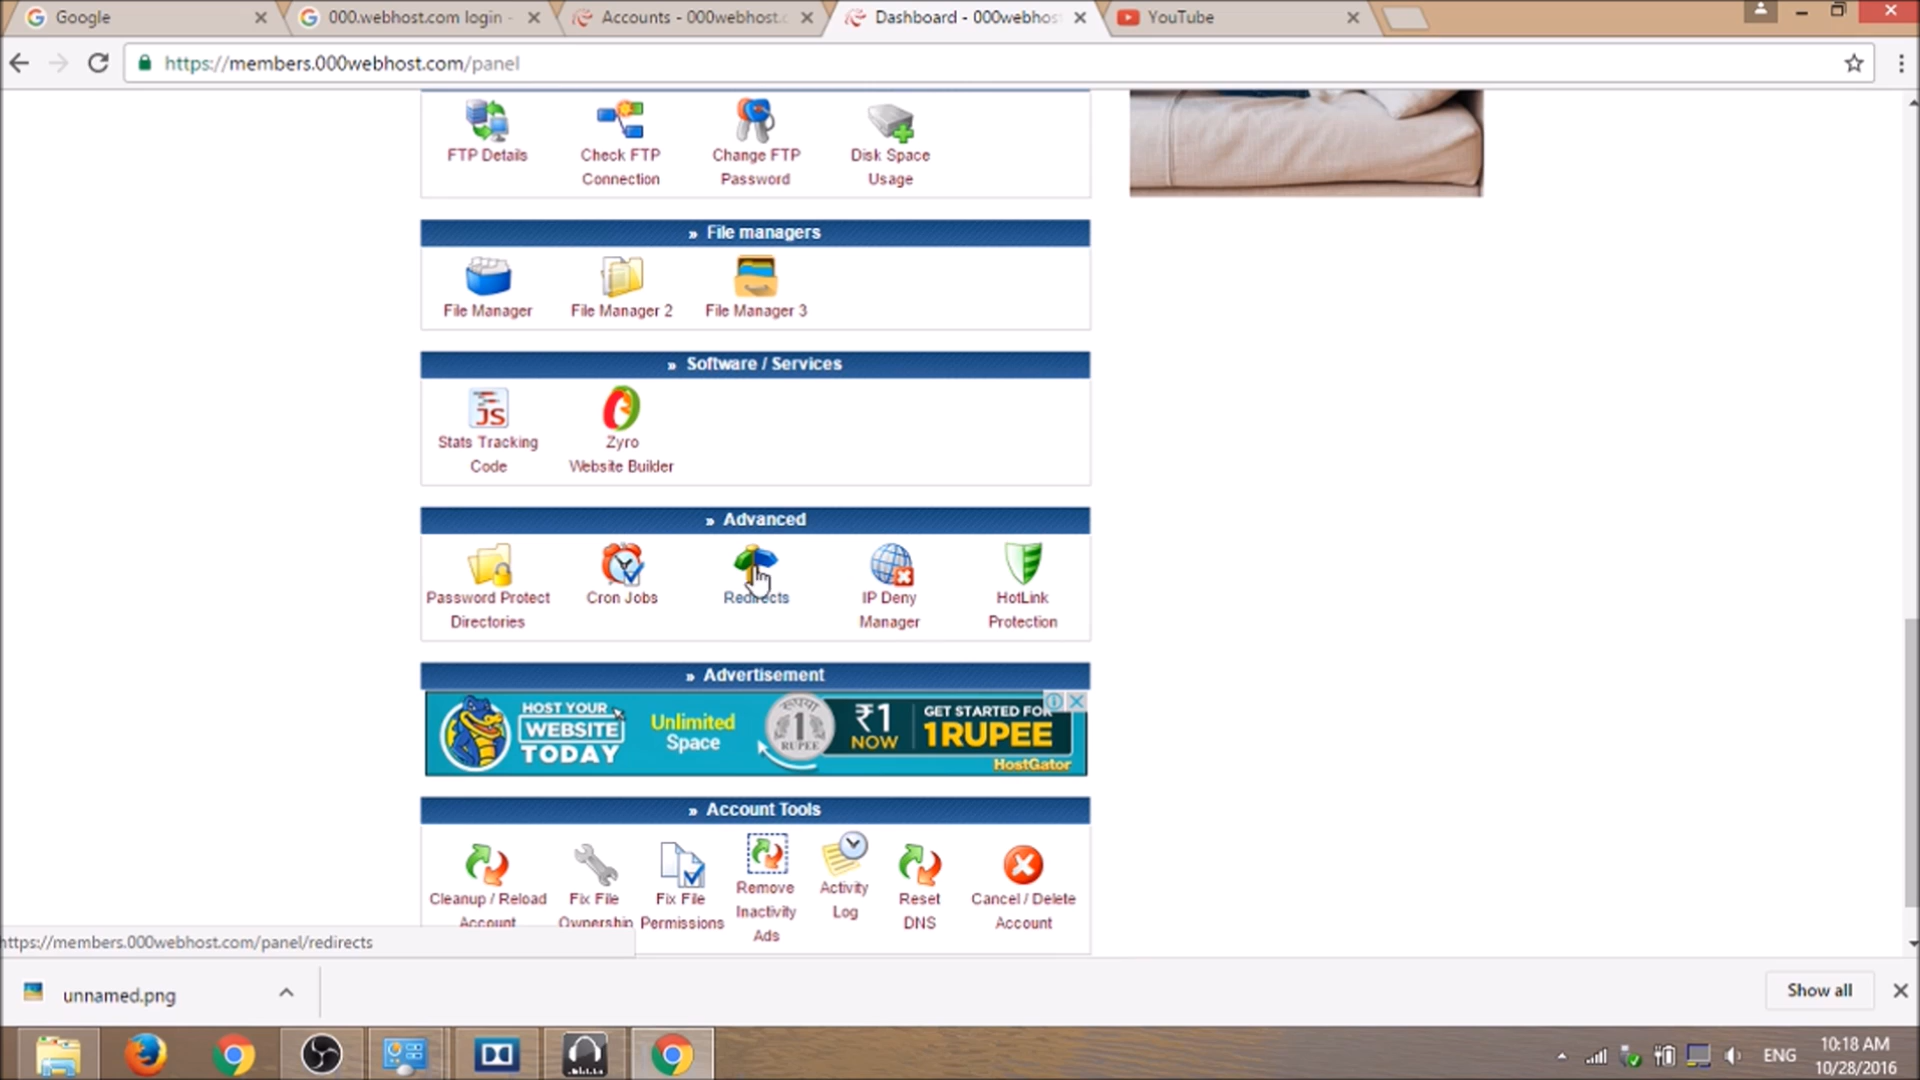 Google
000.webhost.com login -
Accounts - 000webhost.c
Dashboard - 000webhos
YouTube
https://members.000webhost.com/panel
FTP Details
Check FTP
Connection
Change FTP
Password
Disk Space
Usage
» File managers
File Manager
File Manager 2
File Manager 3
» Software / Services
JS
Stats Tracking
Code
Zyro
Website Builder
» Advanced
Password Protect
Directories
Cron Jobs
Redirects
IP Deny
Manager
HotLink
Protection
» Advertisement
HOST YOUR
WEBSITE
TODAY
Unlimited
Space
रुपया
1
RUPEE
₹1
NOW
GET STARTED FOR
1RUPEE
HostGator
» Account Tools
Cleanup / Reload
Account
Fix File
Ownership
Fix File
Permissions
Remove
Inactivity
Ads
Activity
Log
Reset
DNS
Cancel / Delete
Account
https://members.000webhost.com/panel/redirects
unnamed.png
Show all
ENG
10:18 AM
10/28/2016